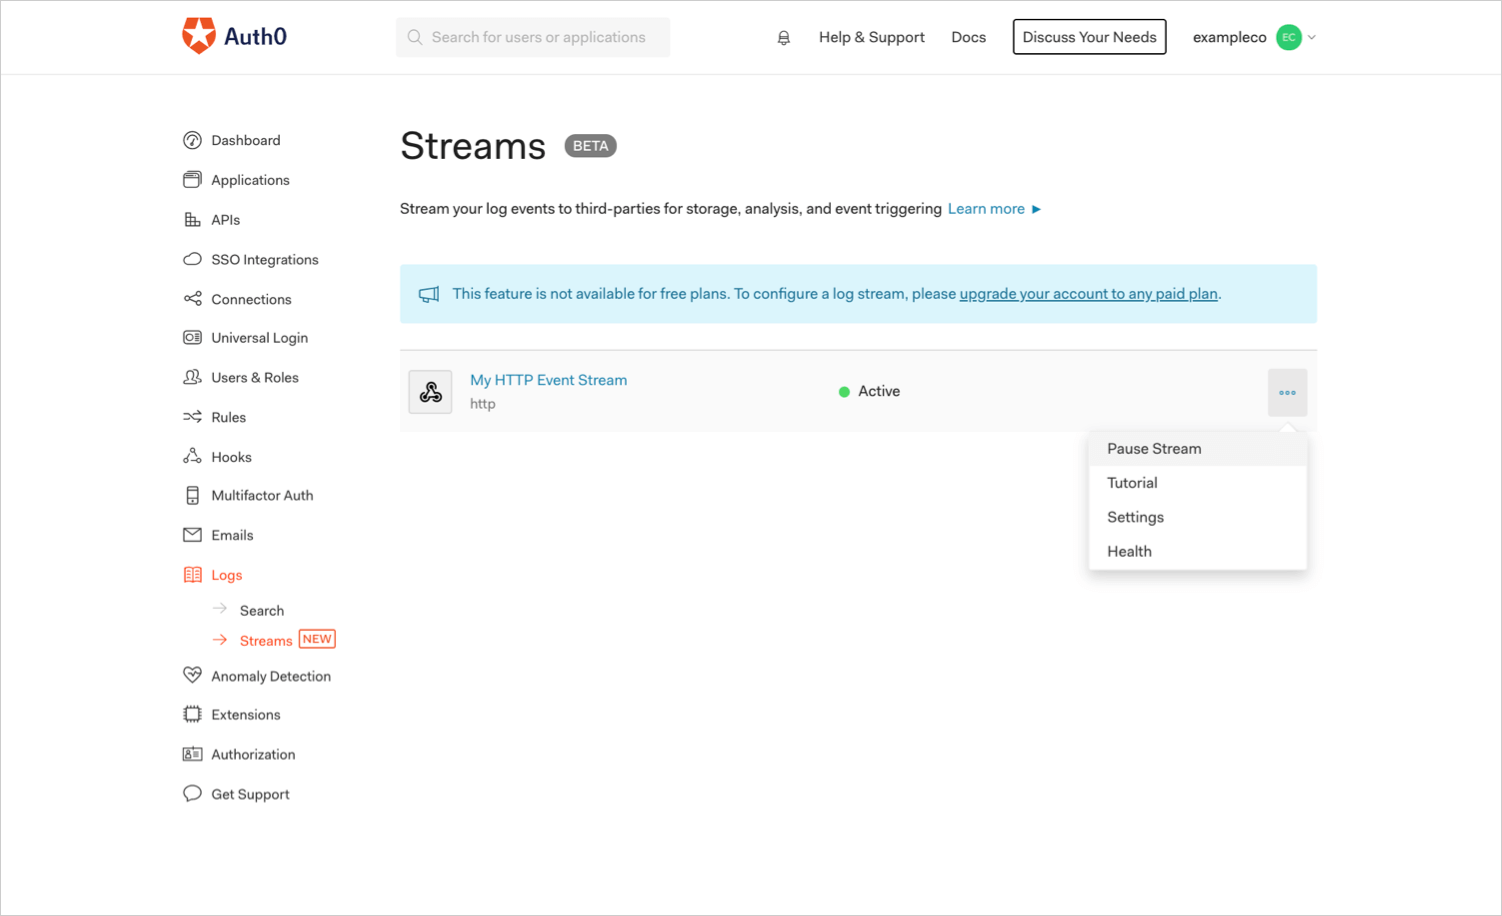 Auth0
Search for users or applications
Help & Support
Docs
Discuss Your Needs
exampleco
EC
Dashboard
Applications
APIs
SSO Integrations
Connections
Universal Login
Users & Roles
Rules
Hooks
Multifactor Auth
Emails
Logs
Search
Streams NEW
Anomaly Detection
Extensions
Authorization
Get Support
Streams BETA
Stream your log events to third-parties for storage, analysis, and event triggering Learn more
This feature is not available for free plans. To configure a log stream, please upgrade your account to any paid plan.
My HTTP Event Stream
http
Active
Pause Stream
Tutorial
Settings
Health